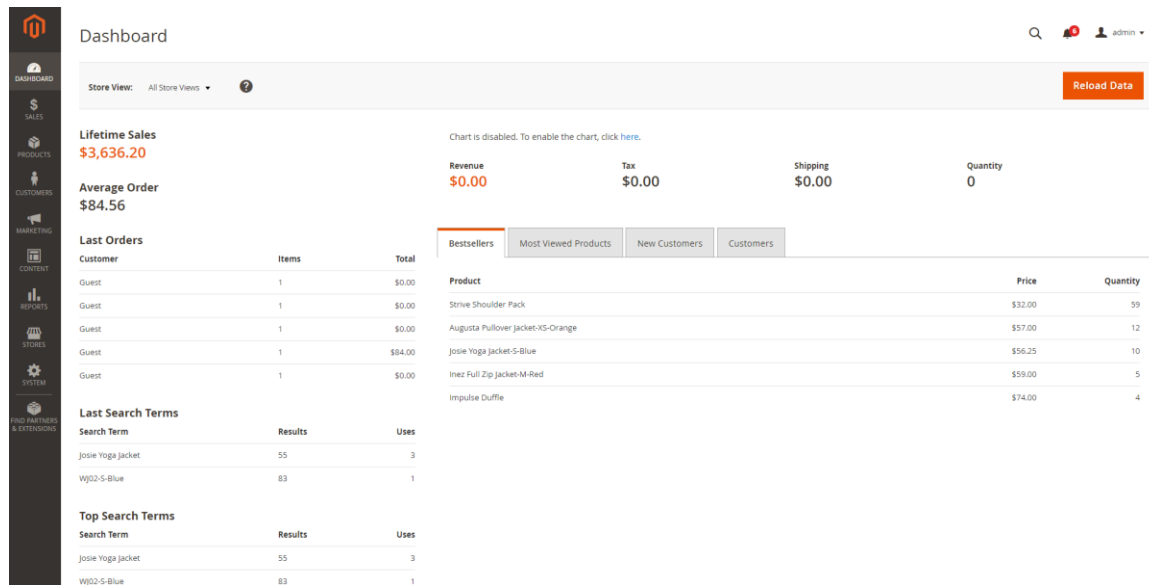 Dashboard
6
admin
DASHBOARD
Store View: All Store Views ?
Reload Data
$
SALES
PRODUCTS
CUSTOMERS
MARKETING
CONTENT
REPORTS
STORES
SYSTEM
FIND PARTNERS
& EXTENSIONS
Lifetime Sales
$3,636.20
Average Order
$84.56
Last Orders
Customer Items Total
Guest 1 $0.00
Guest 1 $0.00
Guest 1 $0.00
Guest 1 $84.00
Guest 1 $0.00
Last Search Terms
Search Term Results Uses
Josie Yoga Jacket 55 3
WJ02-S-Blue 83 1
Top Search Terms
Search Term Results Uses
Josie Yoga Jacket 55 3
WJ02-S-Blue 83 1
Chart is disabled. To enable the chart, click here.
Revenue Tax Shipping Quantity
$0.00 $0.00 $0.00 0
Bestsellers Most Viewed Products New Customers Customers
Product Price Quantity
Strive Shoulder Pack $32.00 59
Augusta Pullover Jacket-XS-Orange $57.00 12
Josie Yoga Jacket-S-Blue $56.25 10
Inez Full Zip Jacket-M-Red $59.00 5
Impulse Duffle $74.00 4